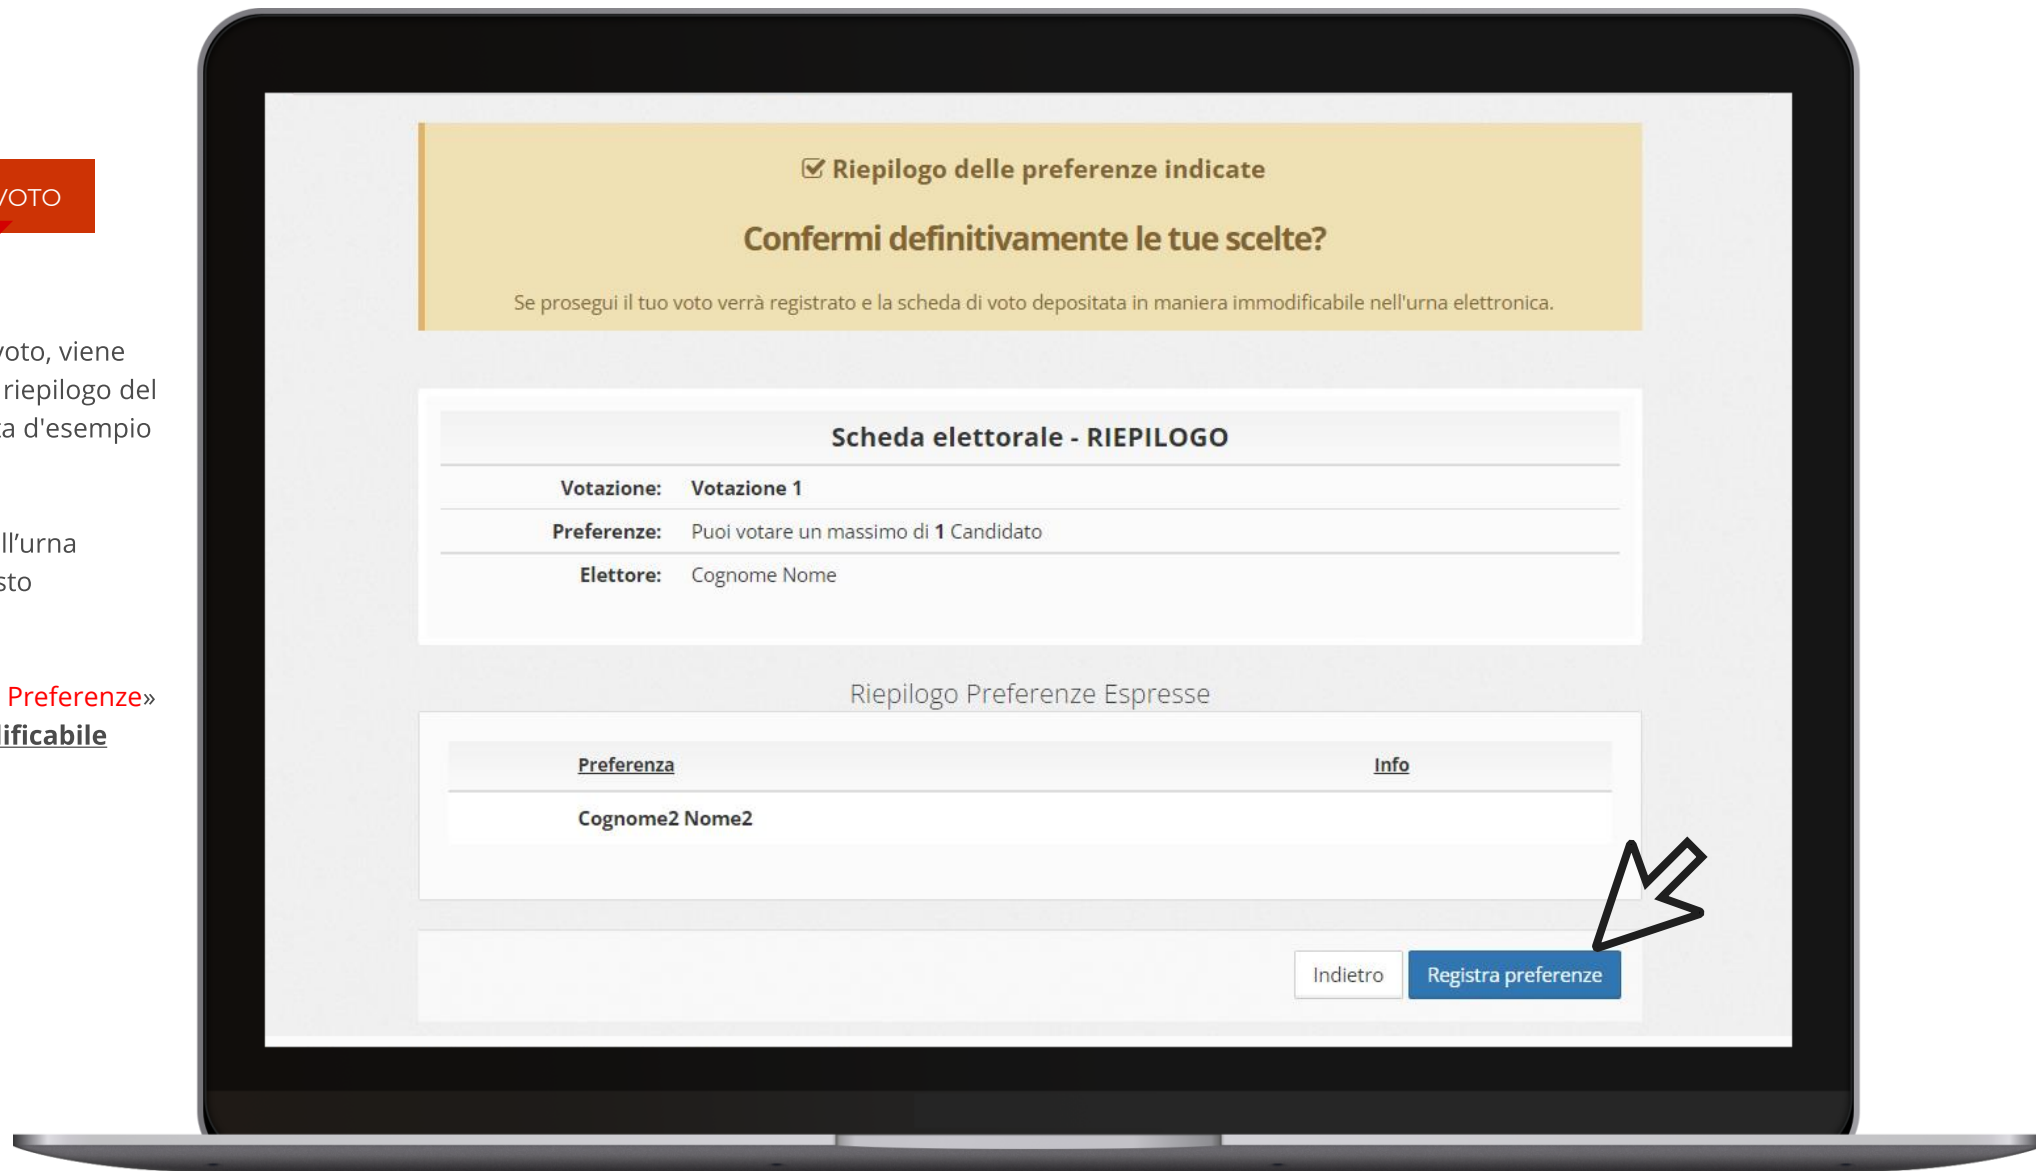 VOTO
voto, viene
riepilogo del
d'esempio
ll’urna
sto
Preferenze»
lificabile
Riepilogo delle preferenze indicate
Confermi definitivamente le tue scelte?
Se prosegui il tuo voto verrà registrato e la scheda di voto depositata in maniera immodificabile nell'urna elettronica.
Scheda elettorale - RIEPILOGO
Votazione: Votazione 1
Preferenze: Puoi votare un massimo di 1 Candidato
Elettore: Cognome Nome
Riepilogo Preferenze Espresse
Preferenza Info
Cognome2 Nome2
Indietro Registra preferenze